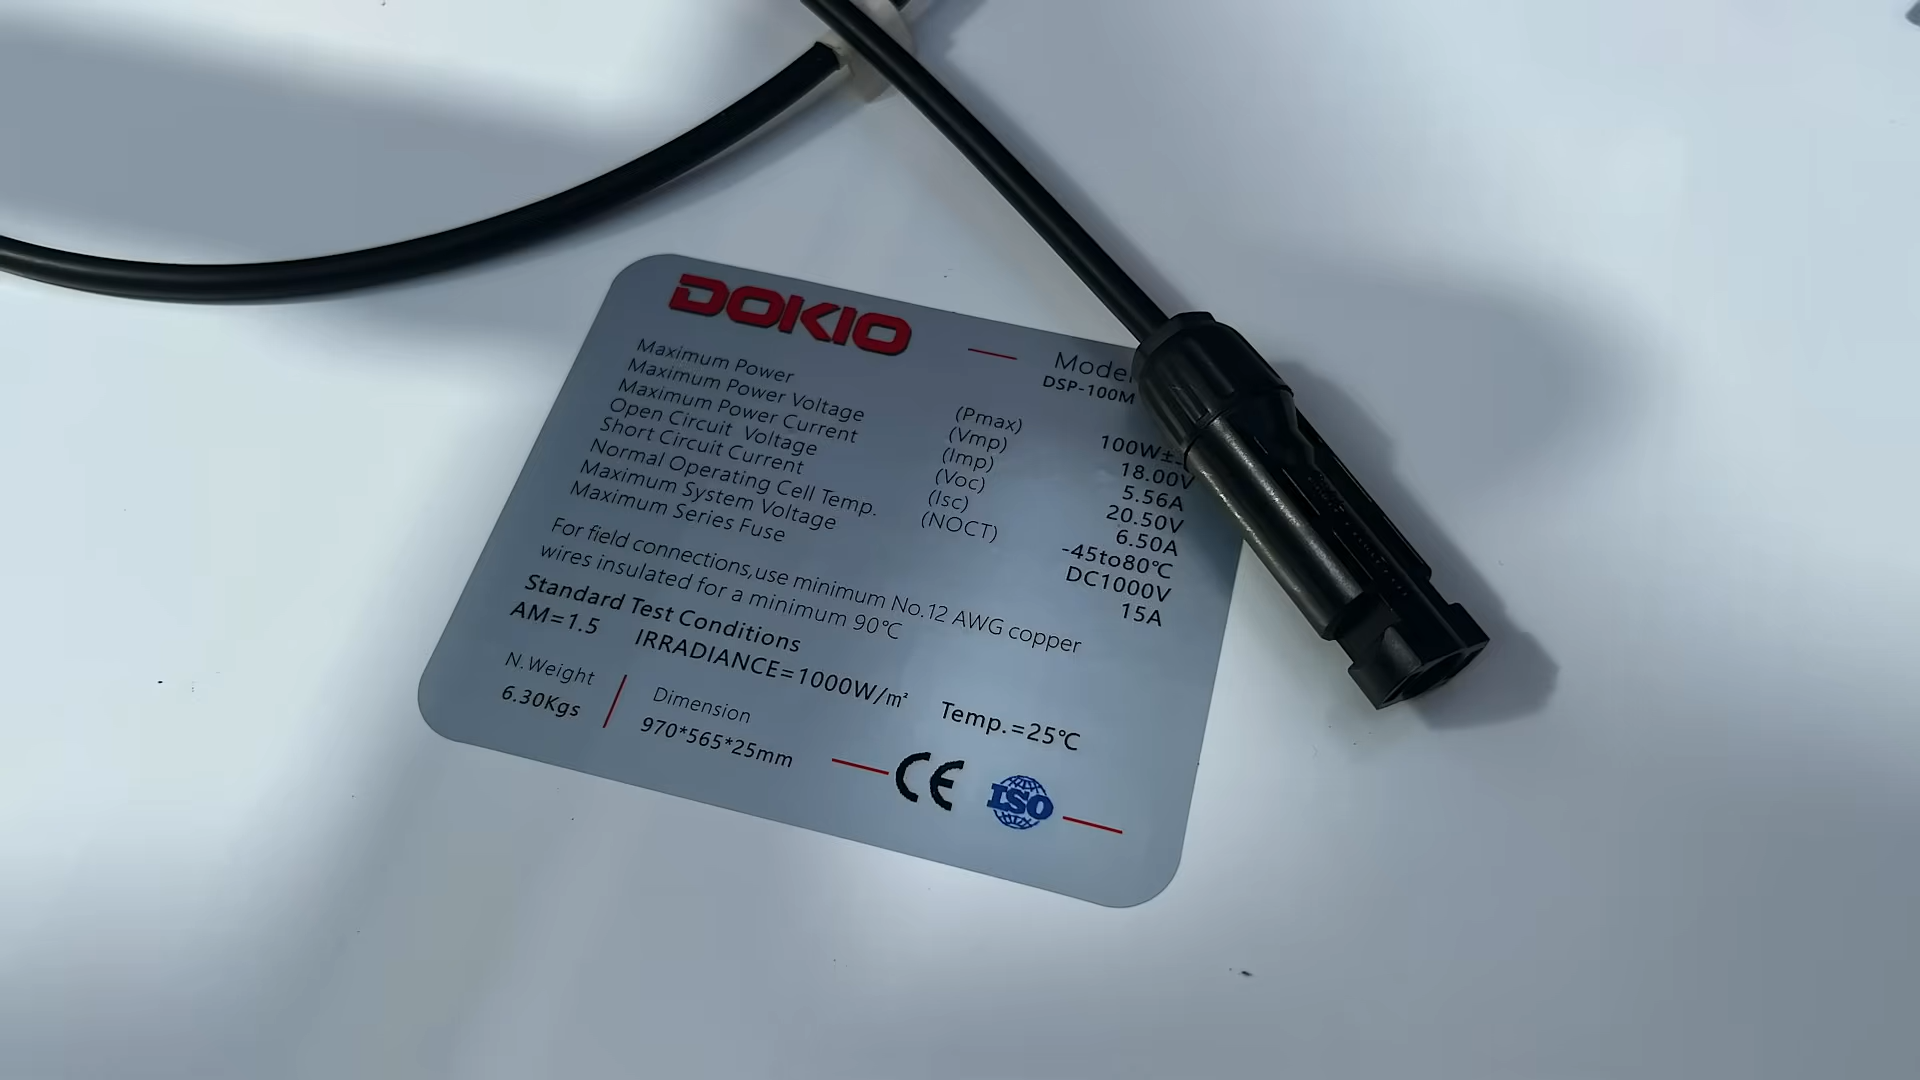 DOKIO
Model
DSP-100M
Maximum Power (Pmax) 100W±
Maximum Power Voltage (Vmp) 18.00V
Maximum Power Current (Imp) 5.56A
Open Circuit Voltage (Voc) 20.50V
Short Circuit Current (Isc) 6.50A
Normal Operating Cell Temp. (NOCT) -45to80℃
Maximum System Voltage DC1000V
Maximum Series Fuse 15A
For field connections,use minimum No.12 AWG copper
wires insulated for a minimum 90℃
Standard Test Conditions
AM=1.5 IRRADIANCE=1000W/㎡ Temp.=25℃
N.Weight
6.30Kgs
Dimension
970*565*25mm
CE
ISO